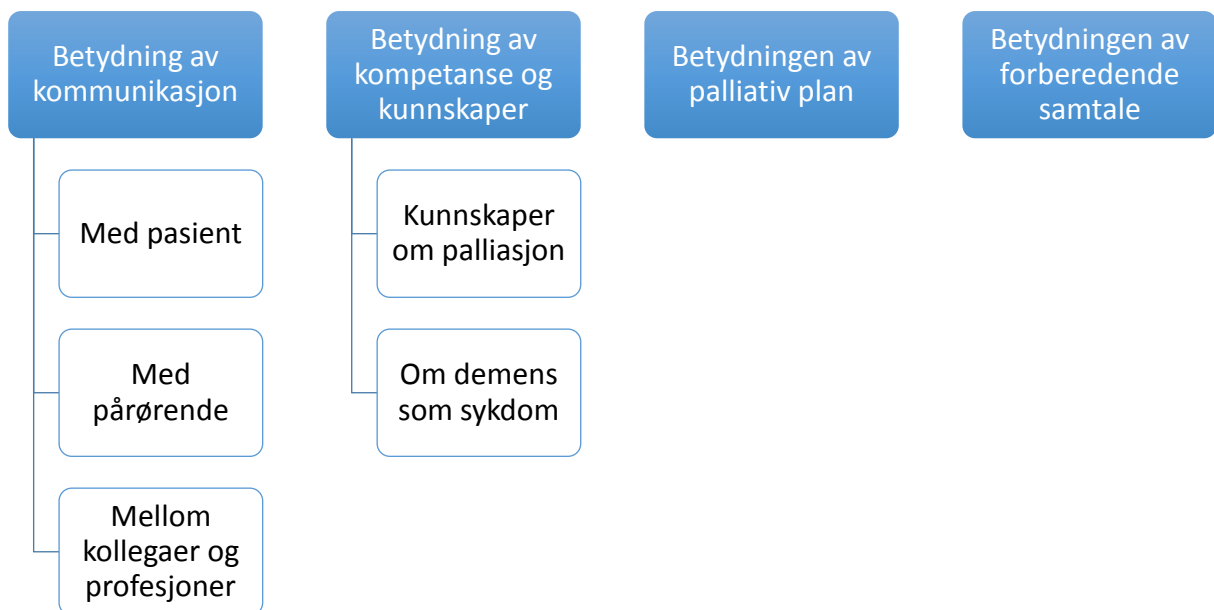 Betydning av
kommunikasjon
Med pasient
Med
pårørende
Mellom
kollegaer og
profesjoner
Betydning av
kompetanse og
kunnskaper
Kunnskaper
om palliasjon
Om demens
som sykdom
Betydningen av
palliativ plan
Betydningen av
forberedende
samtale